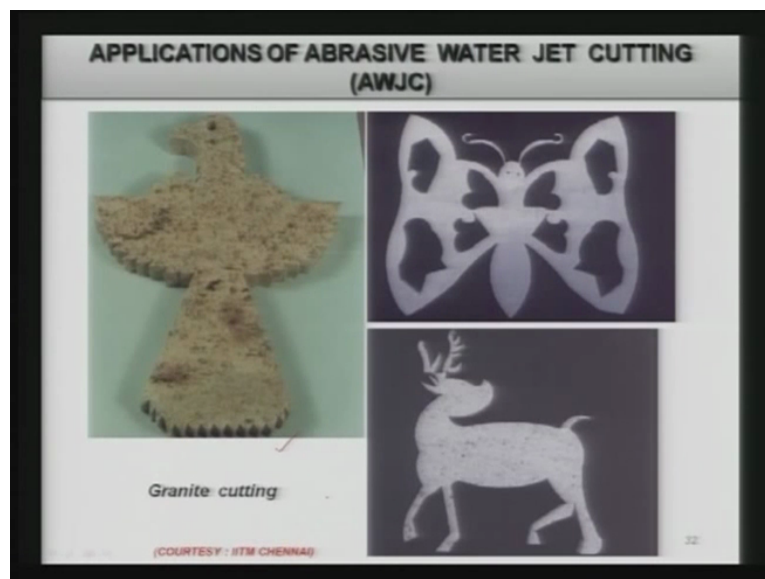 APPLICATIONS OF ABRASIVE WATER JET CUTTING
(AWJC)
Granite cutting
(COURTESY : IITM CHENNAI)
32